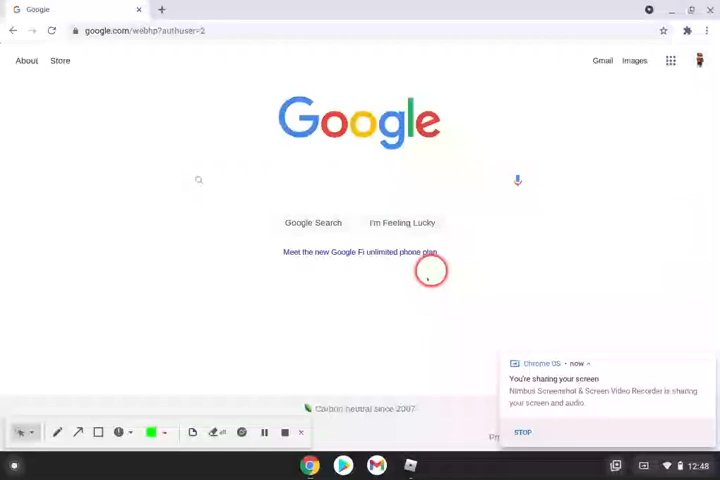 Google
google.com/webhp?authuser=2
About Store
Gmail Images
Google
Google Search I'm Feeling Lucky
Meet the new Google Fi unlimited phone plan
Chrome OS • now
You're sharing your screen
Nimbus Screenshot & Screen Video Recorder is sharing
your screen and audio.
Carbon neutral since 2007
STOP
12:48